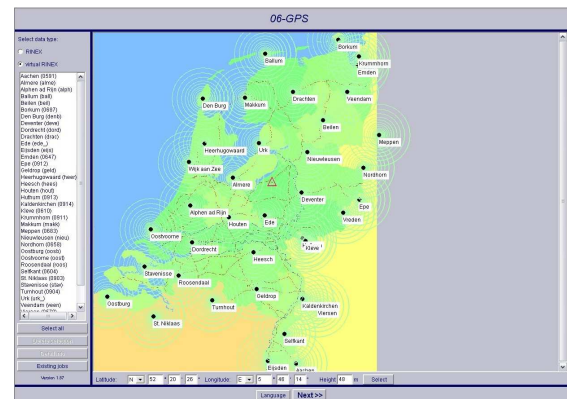 06-GPS
Select data type:
RINEX
virtual RINEX
Aachen (0591)
Almere (alme)
Alphen ad Rijn (alph)
Ballum (ball)
Beilen (beil)
Borkum (0687)
Den Burg (denb)
Deventer (deve)
Dordrecht (dord)
Drachten (drac)
Ede (ede_)
Eijsden (eijs)
Emden (0647)
Epe (0912)
Geldrop (geld)
Heerhugowaard (heer)
Heesch (hees)
Houten (hout)
Huttrum (0913)
Kaldenkirchen (0914)
Kleve (0610)
Krummhorn (0911)
Makkum (makk)
Meppen (0663)
Nieuwleusen (nieu)
Nordhorn (0658)
Oostburg (oosb)
Oostvoorne (oost)
Roosendaal (roos)
Selfkant (0604)
St. Niklaas (0903)
Stavenisse (stav)
Turnhout (0904)
Urk (urk_)
Veendam (veen)
Select all
Existing jobs
Version 1.07
Borkum
Ballum
Krummhorn
Emden
Den Burg
Makkum
Drachten
Veendam
Beilen
Meppen
Heerhugowaard
Urk
Nieuwleusen
Wijk aan Zee
Nordhorn
Almere
Deventer
Epe
Alphen ad Rijn
Houten
Ede
Vreden
Oostvoorne
Dordrecht
Kleve
Heesch
Stavenisse
Roosendaal
Geldrop
Oostburg
Turnhout
Kaldenkirchen
Viersen
St. Niklaas
Selfkant
Eijsden
Aachen
Latitude: N 52 ° 20 ' 26 " Longitude: E 5 ° 46 ' 14 " Height 49 m Select
Language Next >>